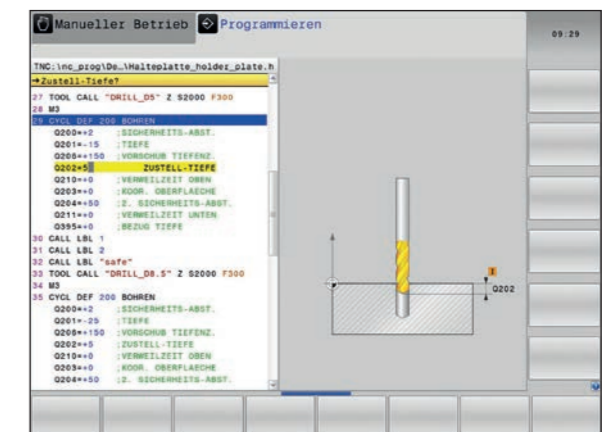 Manueller Betrieb
Programmieren
09:29
TNC:\nc_prog\De…\Halteplatte_holder_plate.h
→Zustell-Tiefe?
27 TOOL CALL "DRILL_D5" Z S2000 F300
28 M3
29 CYCL DEF 200 BOHREN
Q200=+2 ;SICHERHEITS-ABST.
Q201=-15 ;TIEFE
Q206=+150 ;VORSCHUB TIEFENZ.
Q202=5 ZUSTELL-TIEFE
Q210=+0 ;VERWEILZEIT OBEN
Q203=+0 ;KOOR. OBERFLAECHE
Q204=+50 ;2. SICHERHEITS-ABST.
Q211=+0 ;VERWEILZEIT UNTEN
Q395=+0 ;BEZUG TIEFE
30 CALL LBL 1
31 CALL LBL 2
32 CALL LBL "safe"
33 TOOL CALL "DRILL_D8.5" Z S2000 F300
34 M3
35 CYCL DEF 200 BOHREN
Q200=+2 ;SICHERHEITS-ABST.
Q201=-25 ;TIEFE
Q206=+150 ;VORSCHUB TIEFENZ.
Q202=+5 ;ZUSTELL-TIEFE
Q210=+0 ;VERWEILZEIT OBEN
Q203=+0 ;KOOR. OBERFLAECHE
Q204=+50 ;2. SICHERHEITS-ABST.
I
Q202